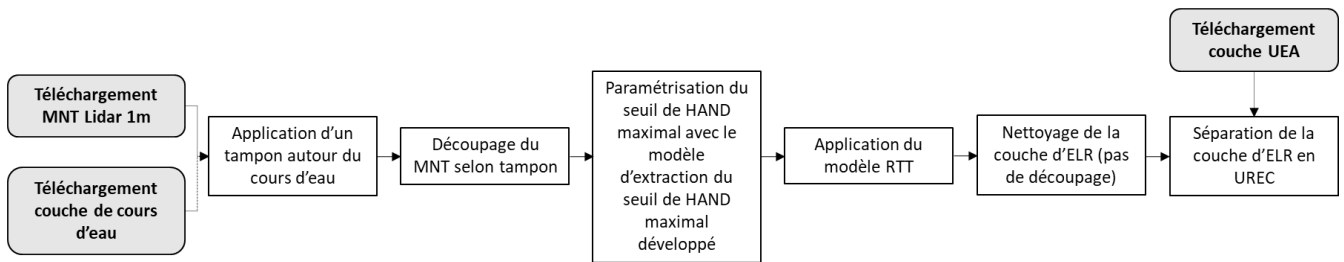 Téléchargement
MNT Lidar 1m
Téléchargement
couche de cours
d'eau
Application d'un
tampon autour du
cours d'eau
Découpage du
MNT selon tampon
Paramétrisation du
seuil de HAND
maximal avec le
modèle
d'extraction du
seuil de HAND
maximal
développé
Application du
modèle RTT
Nettoyage de la
couche d'ELR (pas
de découpage)
Téléchargement
couche UEA
Séparation de la
couche d'ELR en
UREC